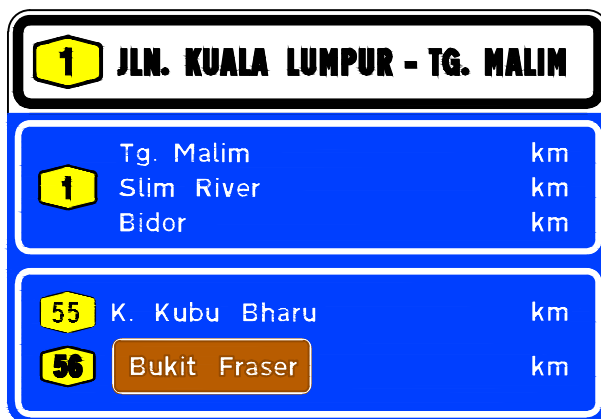 1 JLN. KUALA LUMPUR - TG. MALIM
Tg. Malim km
1 Slim River km
Bidor km
55 K. Kubu Bharu km
56 Bukit Fraser km